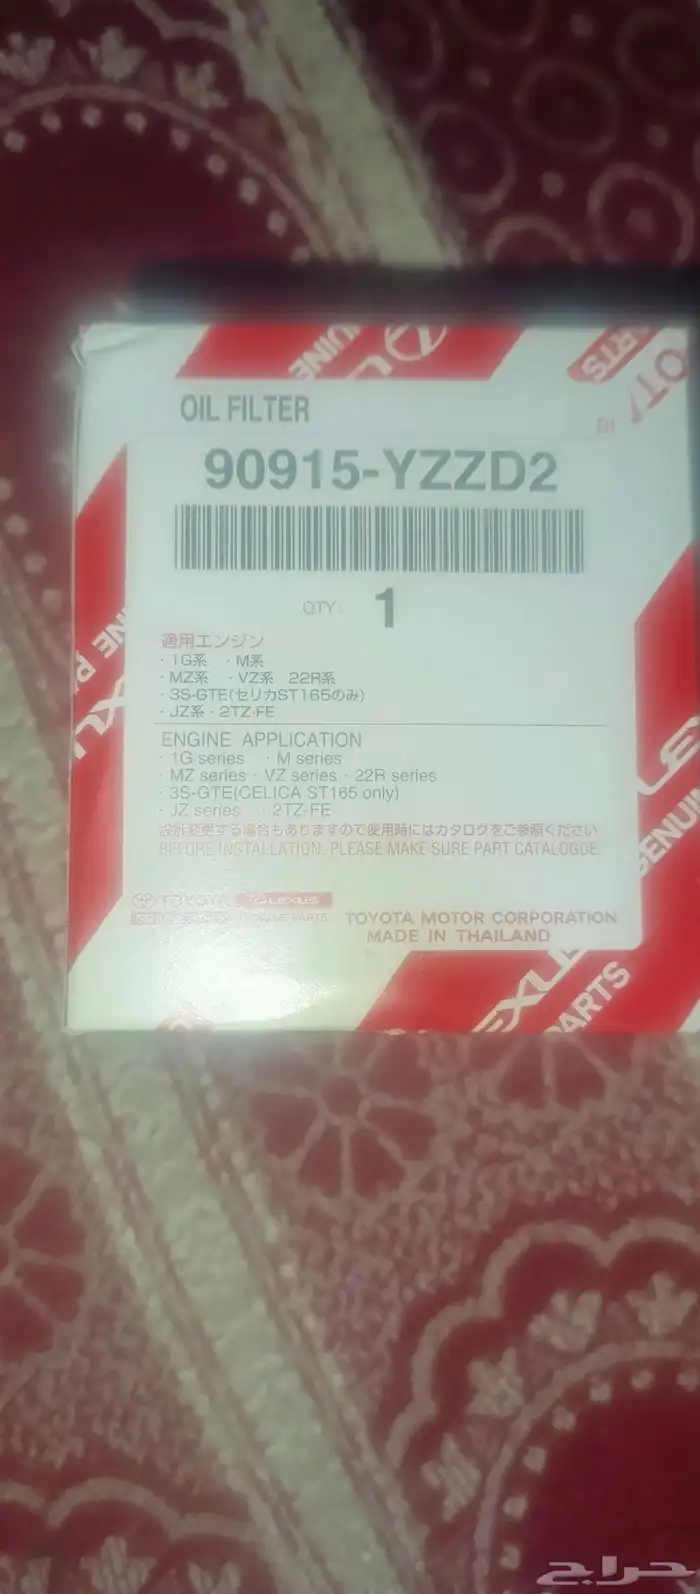 OIL FILTER
90915-YZZD2
QTY: 1
適用エンジン
・1G系 ・M系
・MZ系 ・VZ系 22R系
・3S-GTE(セリカST165のみ)
・JZ系・2TZ-FE
ENGINE APPLICATION
・1G series ・M series
・MZ series・VZ series・22R series
・3S-GTE(CELICA ST165 only)
・JZ series ・2TZ-FE
設計変更する場合もありますので使用時にはカタログをご参照ください
BEFORE INSTALLATION, PLEASE MAKE SURE PART CATALOGUE.
TOYOTA LEXUS
TOYOTA MOTOR CORPORATION
MADE IN THAILAND
PARTS
GENUIN
PARTS
حراج